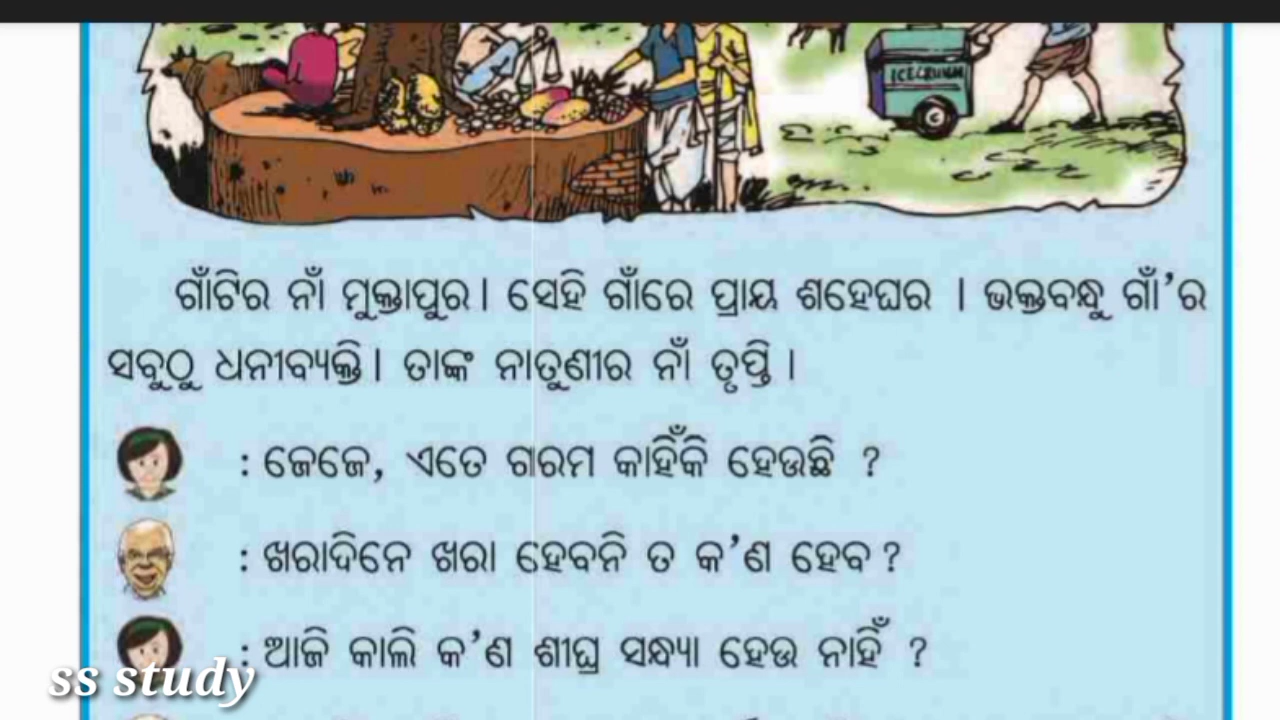 ICECREAM
ଗାଁଟିର ନାଁ ମୁକ୍ତାପୁର। ସେହି ଗାଁରେ ପ୍ରାୟ ଶହେଘର । ଭକ୍ତବନ୍ଧୁ ଗାଁ’ର
ସବୁଠୁ ଧନୀବ୍ୟକ୍ତି। ତାଙ୍କ ନାତୁଣୀର ନାଁ ତୃପ୍ତି।
: ଜେଜେ, ଏତେ ଗରମ କାହିଁକି ହେଉଛି ?
: ଖରାଦିନେ ଖରା ହେବନି ତ କ’ଣ ହେବ?
: ଆଜି କାଲି କ’ଣ ଶୀଘ୍ର ସନ୍ଧ୍ୟା ହେଉ ନାହିଁ ?
ss study